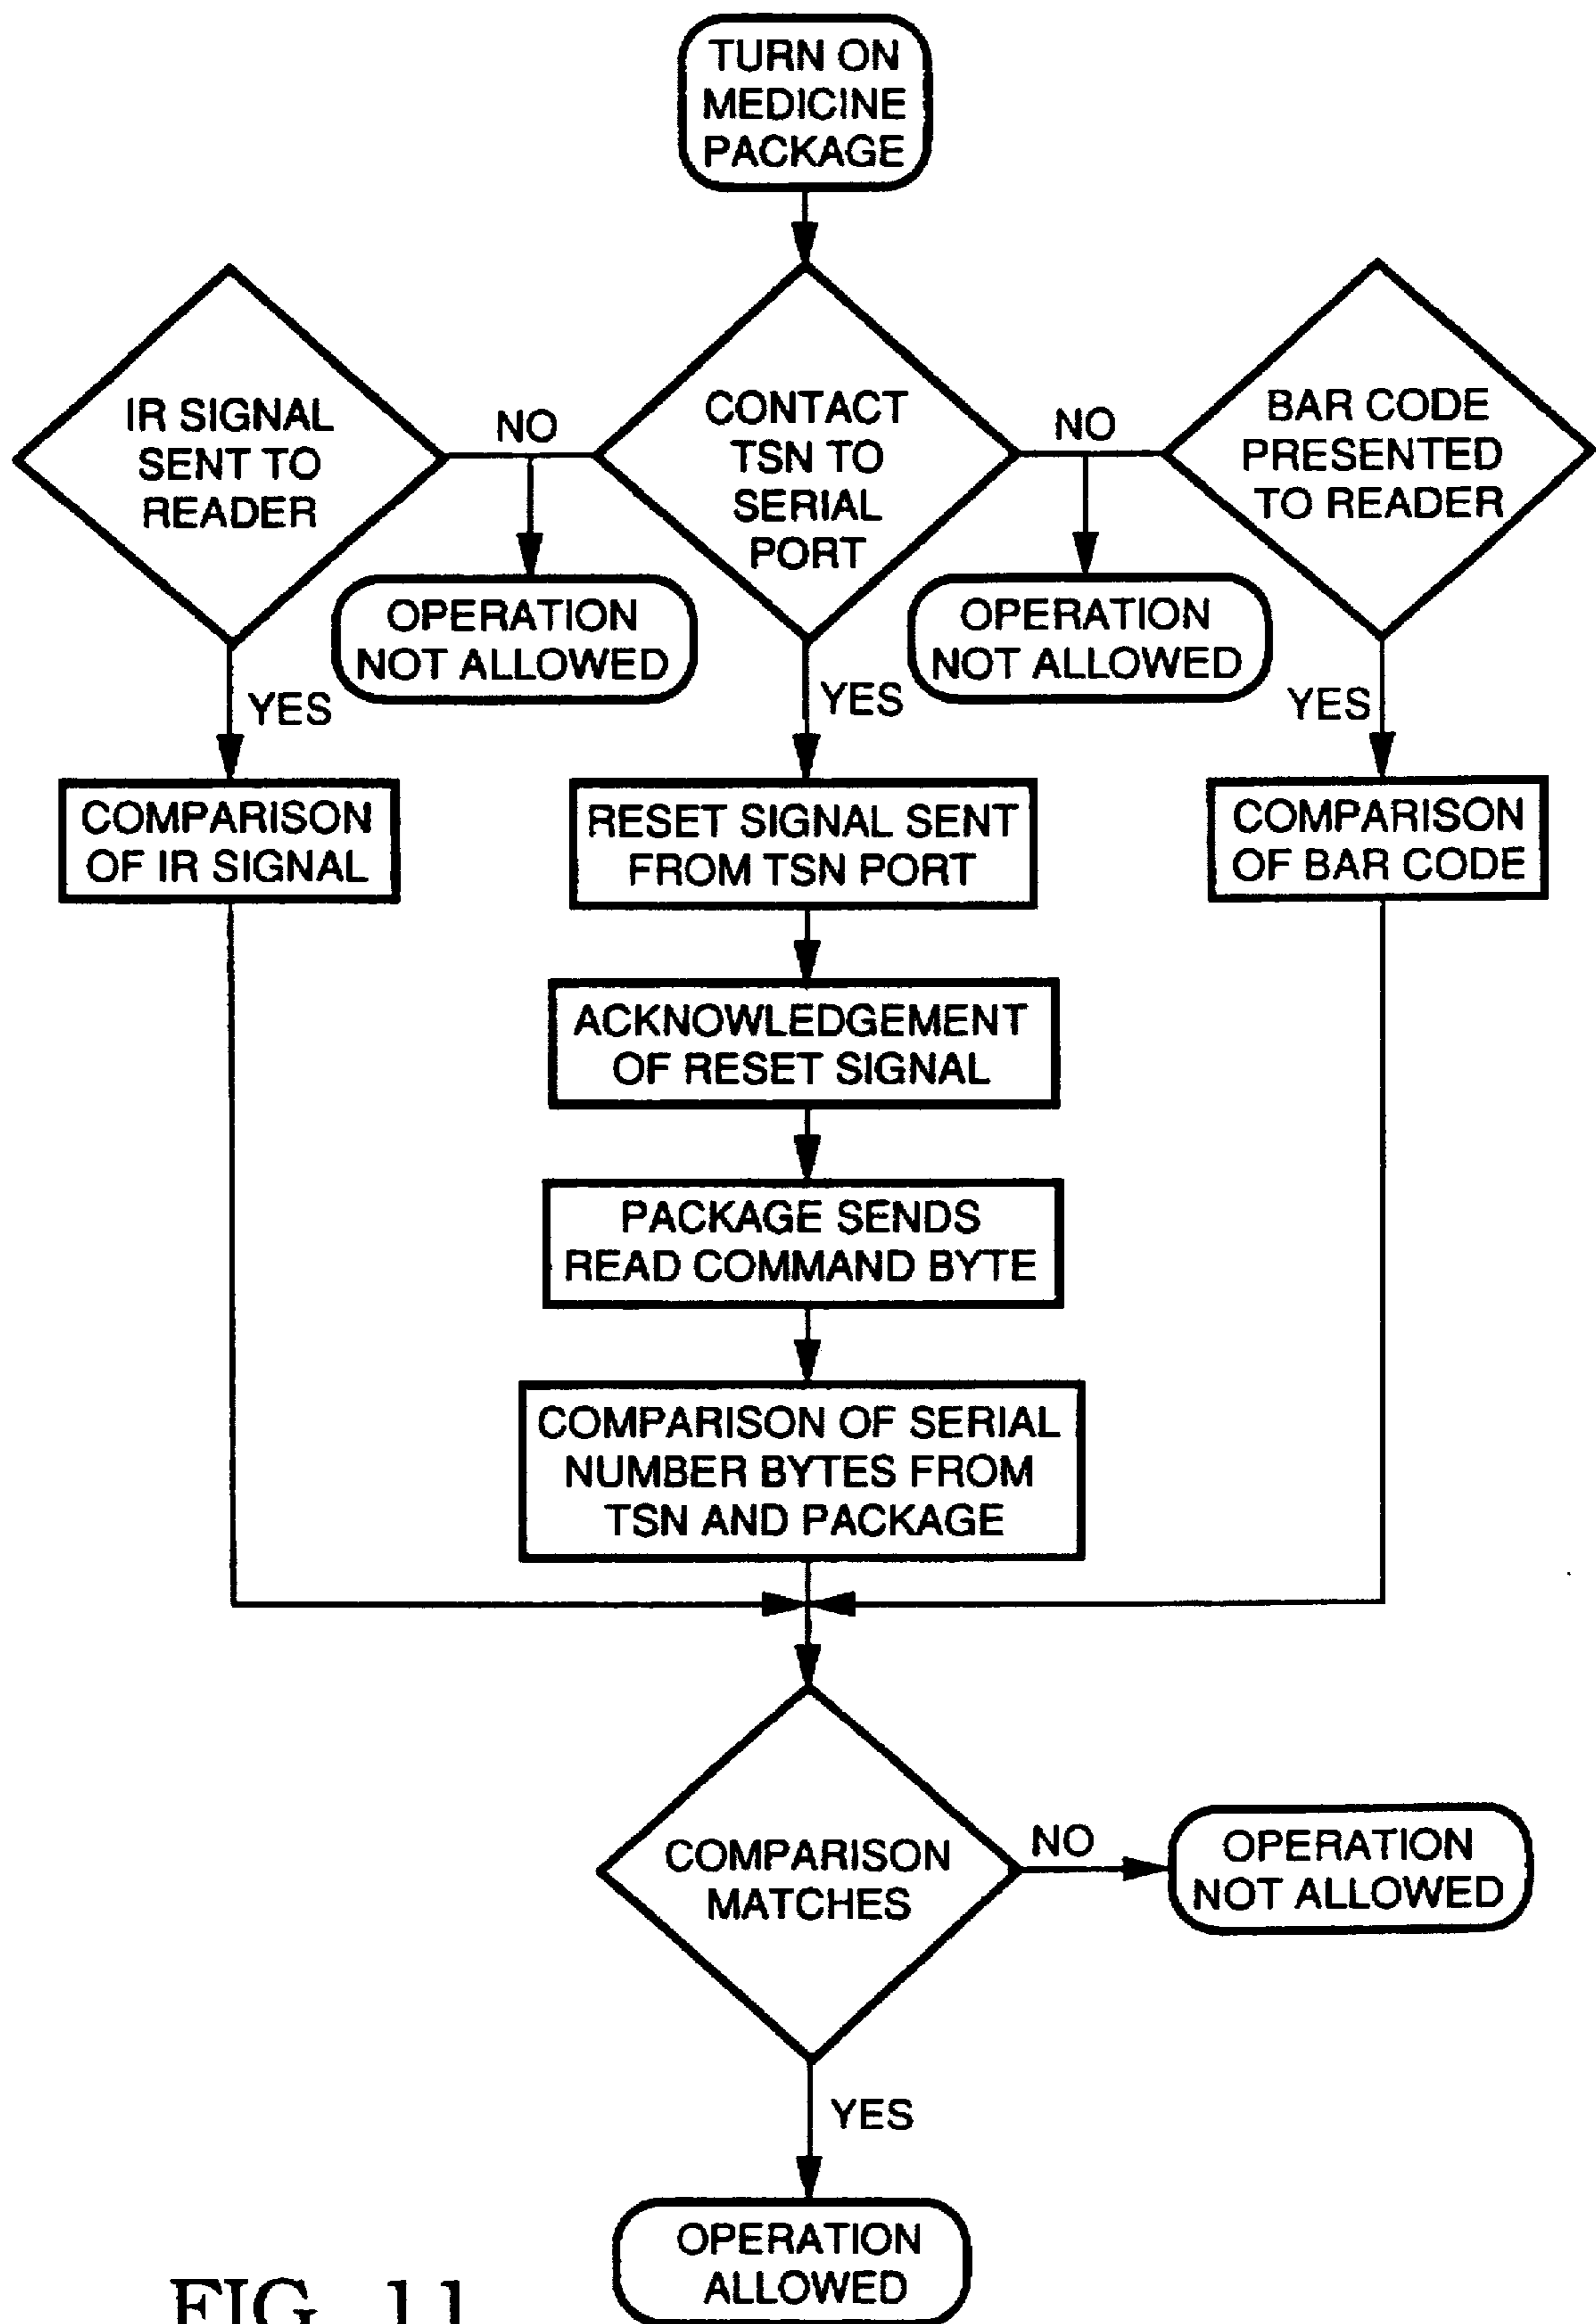 TURN ON
MEDICINE
PACKAGE
IR SIGNAL
SENT TO
READER
NO
CONTACT
TSN TO
SERIAL
PORT
NO
BAR CODE
PRESENTED
TO READER
OPERATION
NOT ALLOWED
OPERATION
NOT ALLOWED
YES
YES
YES
COMPARISON
OF IR SIGNAL
RESET SIGNAL SENT
FROM TSN PORT
COMPARISON
OF BAR CODE
ACKNOWLEDGEMENT
OF RESET SIGNAL
PACKAGE SENDS
READ COMMAND BYTE
COMPARISON OF SERIAL
NUMBER BYTES FROM
TSN AND PACKAGE
COMPARISON
MATCHES
NO
OPERATION
NOT ALLOWED
YES
OPERATION
ALLOWED
FIG. 11